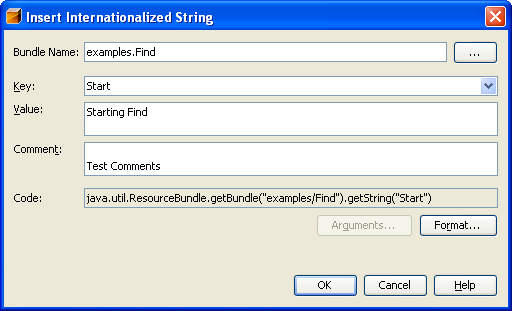 Insert Internationalized String
Bundle Name: examples.Find ...
Key: Start
Value: Starting Find
Comment:
Test Comments
Code: java.util.ResourceBundle.getBundle("examples/Find").getString("Start")
Arguments... Format...
OK Cancel Help